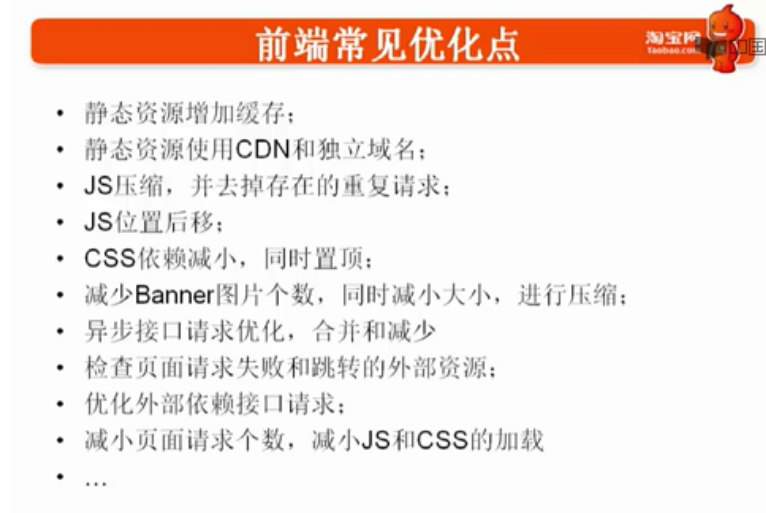 前端常见优化点
淘宝网
Taobao.com
• 静态资源增加缓存；
• 静态资源使用CDN和独立域名；
• JS压缩，并去掉存在的重复请求；
• JS位置后移；
• CSS依赖减小，同时置顶；
• 减少Banner图片个数，同时减小大小，进行压缩；
• 异步接口请求优化，合并和减少
• 检查页面请求失败和跳转的外部资源；
• 优化外部依赖接口请求；
• 减小页面请求个数，减小JS和CSS的加载
• …